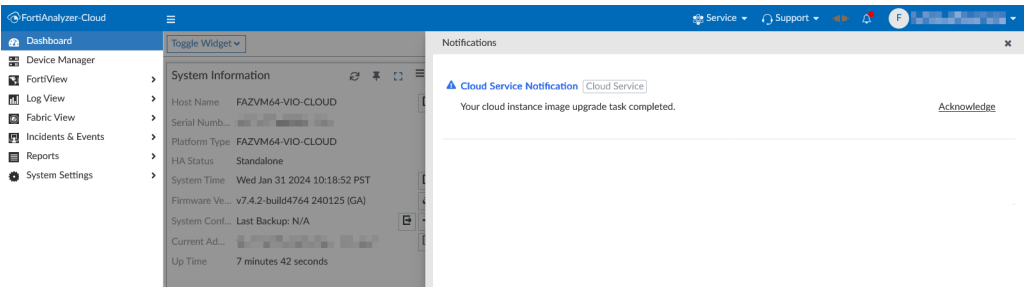 FortiAnalyzer-Cloud
Service
Support
F
Dashboard
Device Manager
FortiView
Log View
Fabric View
Incidents & Events
Reports
System Settings
Toggle Widget
System Information
Host Name FAZVM64-VIO-CLOUD
Serial Numb...
Platform Type FAZVM64-VIO-CLOUD
HA Status Standalone
System Time Wed Jan 31 2024 10:18:52 PST
Firmware Ve... v7.4.2-build4764 240125 (GA)
System Conf... Last Backup: N/A
Current Ad...
Up Time 7 minutes 42 seconds
Notifications
Cloud Service Notification Cloud Service
Your cloud instance image upgrade task completed.
Acknowledge